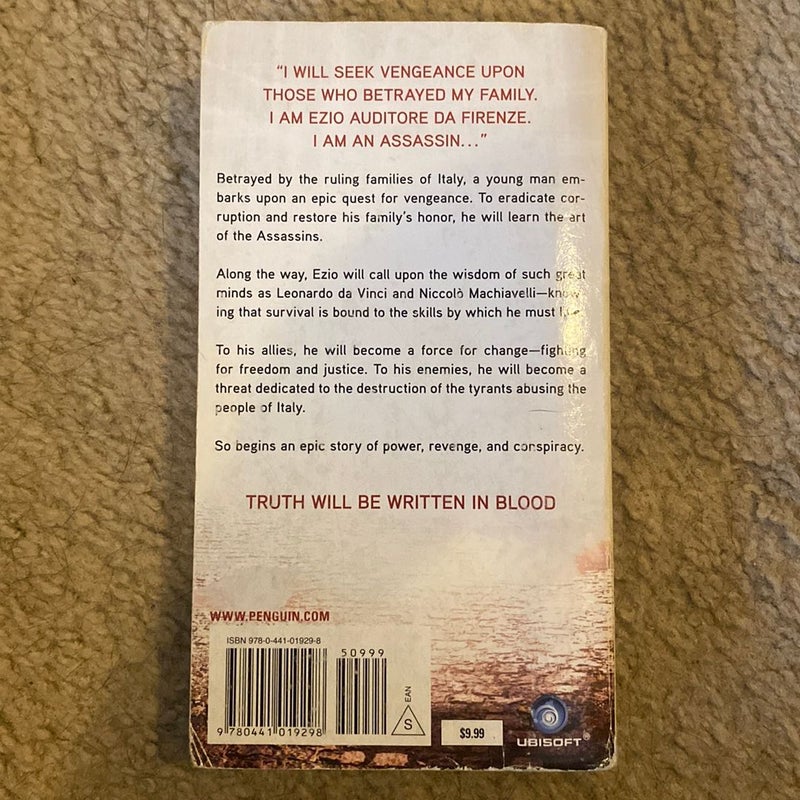 “I WILL SEEK VENGEANCE UPON
THOSE WHO BETRAYED MY FAMILY.
I AM EZIO AUDITORE DA FIRENZE.
I AM AN ASSASSIN...”
Betrayed by the ruling families of Italy, a young man em-
barks upon an epic quest for vengeance. To eradicate cor-
ruption and restore his family’s honor, he will learn the art
of the Assassins.
Along the way, Ezio will call upon the wisdom of such great
minds as Leonardo da Vinci and Niccolò Machiavelli—know-
ing that survival is bound to the skills by which he must
To his allies, he will become a force for change—fighting
for freedom and justice. To his enemies, he will become a
threat dedicated to the destruction of the tyrants abusing the
people of Italy.
So begins an epic story of power, revenge, and conspiracy.
TRUTH WILL BE WRITTEN IN BLOOD
WWW.PENGUIN.COM
ISBN 978-0-441-01929-8
50999
EAN
S
9 780441 019298
$9.99
UBISOFT®